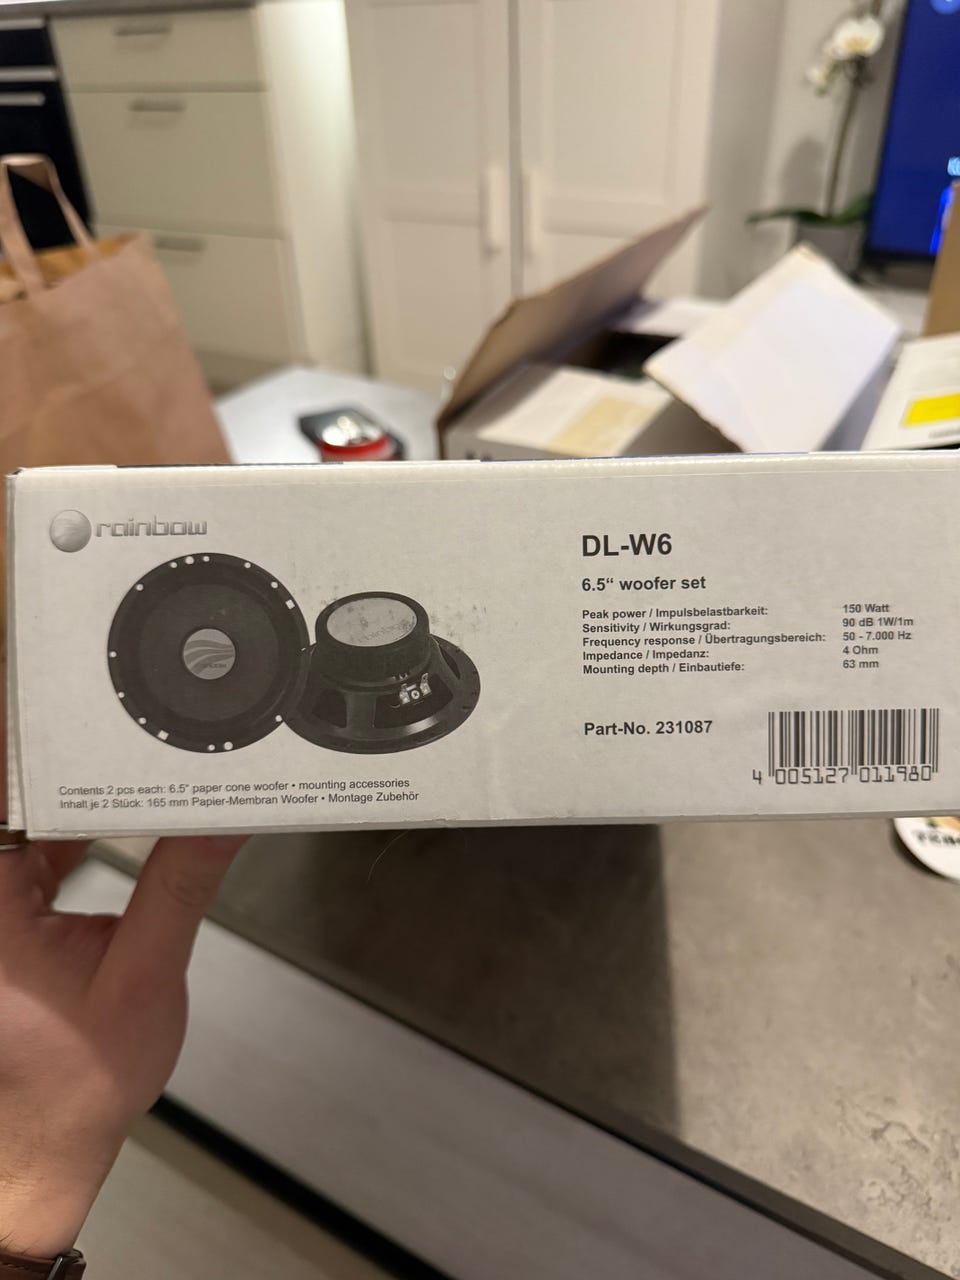 rainbow
DL-W6
6.5“ woofer set
Peak power / Impulsbelastbarkeit: 150 Watt
Sensitivity / Wirkungsgrad: 90 dB 1W/1m
Frequency response / Übertragungsbereich: 50 - 7.000 Hz
Impedance / Impedanz: 4 Ohm
Mounting depth / Einbautiefe: 63 mm
Part-No. 231087
4 005127 011980
Contents 2 pcs each: 6.5" paper cone woofer • mounting accessories
Inhalt je 2 Stück: 165 mm Papier-Membran Woofer • Montage Zubehör